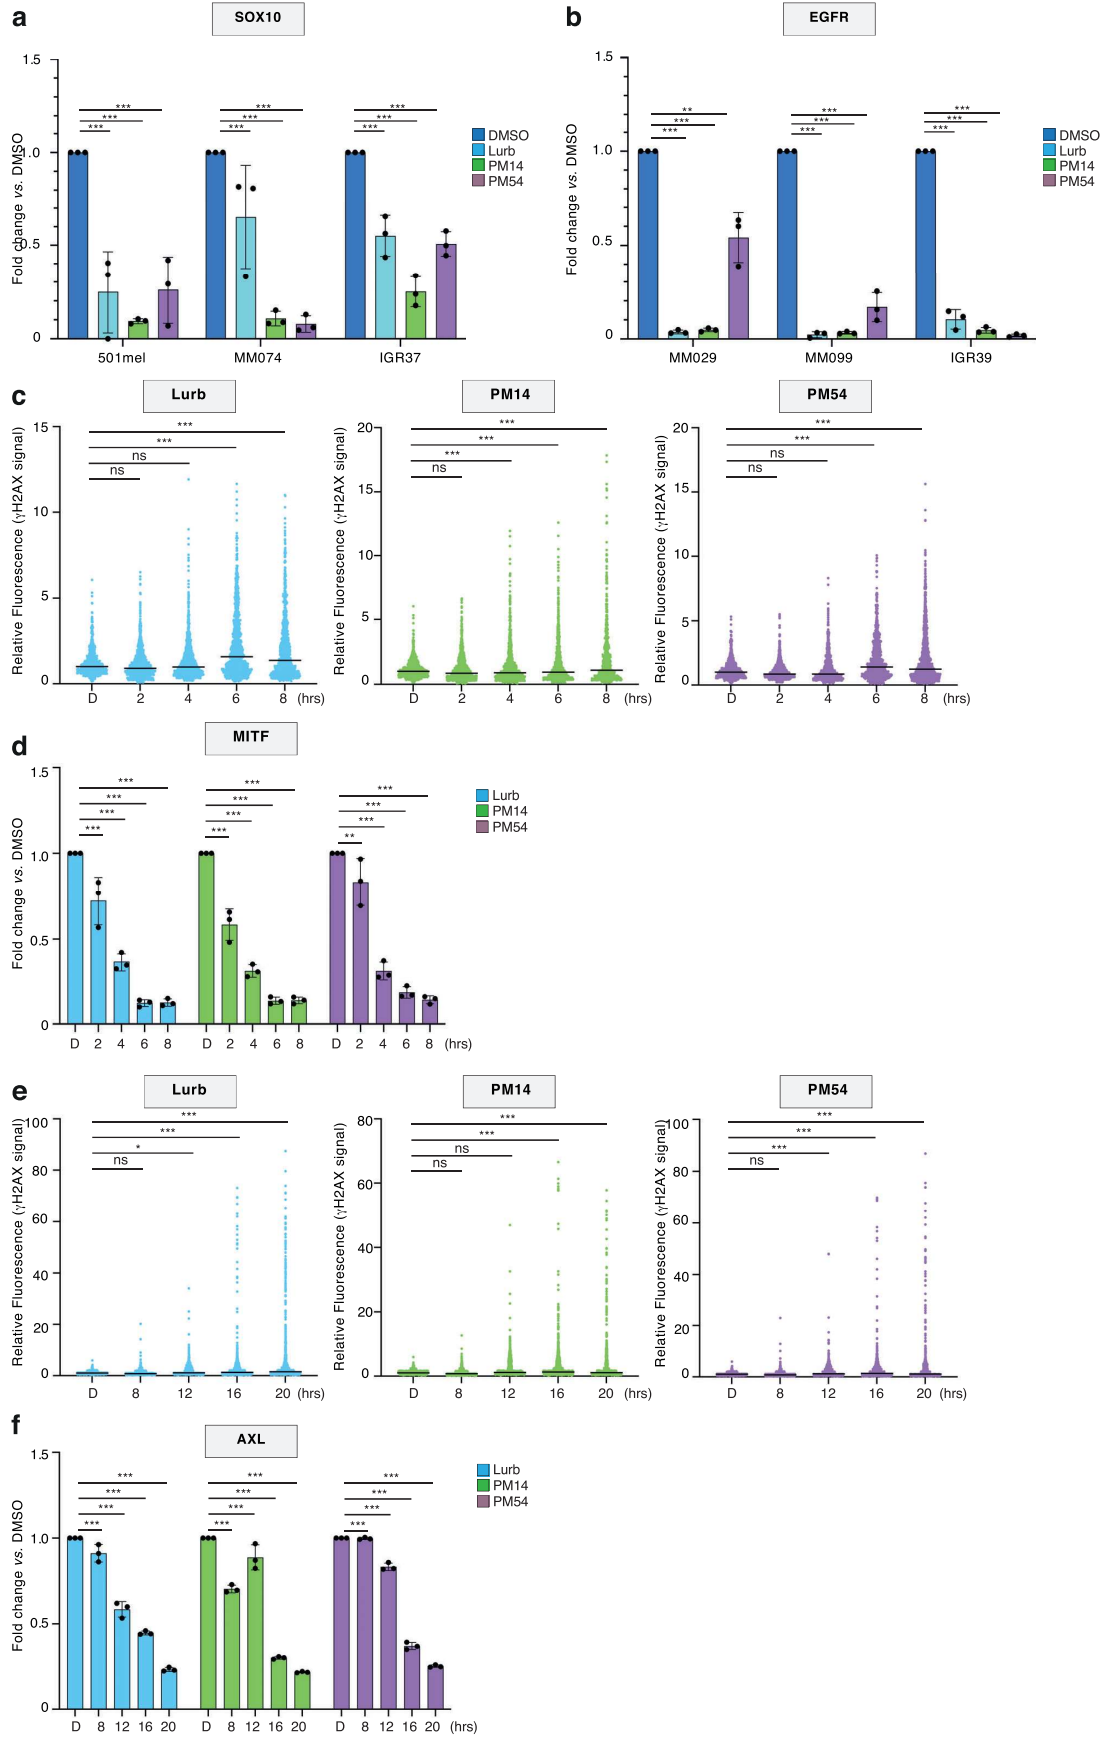 a
SOX10
1.5
1.0
0.5
0
Fold change vs. DMSO
*** *** ***
*** *** ***
*** *** ***
501mel MM074 IGR37
DMSO
Lurb
PM14
PM54
b
EGFR
1.5
1.0
0.5
0
Fold change vs. DMSO
** *** ***
*** *** ***
*** *** ***
MM029 MM099 IGR39
DMSO
Lurb
PM14
PM54
c
Lurb
15
10
5
0
Relative Fluorescence (γH2AX signal)
***
***
ns
ns
D 2 4 6 8 (hrs)
PM14
20
15
10
5
0
Relative Fluorescence (γH2AX signal)
***
***
***
ns
D 2 4 6 8 (hrs)
PM54
20
15
10
5
0
Relative Fluorescence (γH2AX signal)
***
***
ns
ns
D 2 4 6 8 (hrs)
d
MITF
1.5
1.0
0.5
0
Fold change vs. DMSO
*** *** ***
*** *** ***
*** *** ***
*** *** **
D 2 4 6 8 D 2 4 6 8 D 2 4 6 8 (hrs)
Lurb
PM14
PM54
e
Lurb
100
80
60
40
20
0
Relative Fluorescence (γH2AX signal)
***
***
*
ns
D 8 12 16 20 (hrs)
PM14
80
60
40
20
0
Relative Fluorescence (γH2AX signal)
***
***
ns
ns
D 8 12 16 20 (hrs)
PM54
100
80
60
40
20
0
Relative Fluorescence (γH2AX signal)
***
***
***
ns
D 8 12 16 20 (hrs)
f
AXL
1.5
1.0
0.5
0
Fold change vs. DMSO
*** *** ***
*** *** ***
*** *** ***
*** *** ***
D 8 12 16 20 D 8 12 16 20 D 8 12 16 20 (hrs)
Lurb
PM14
PM54